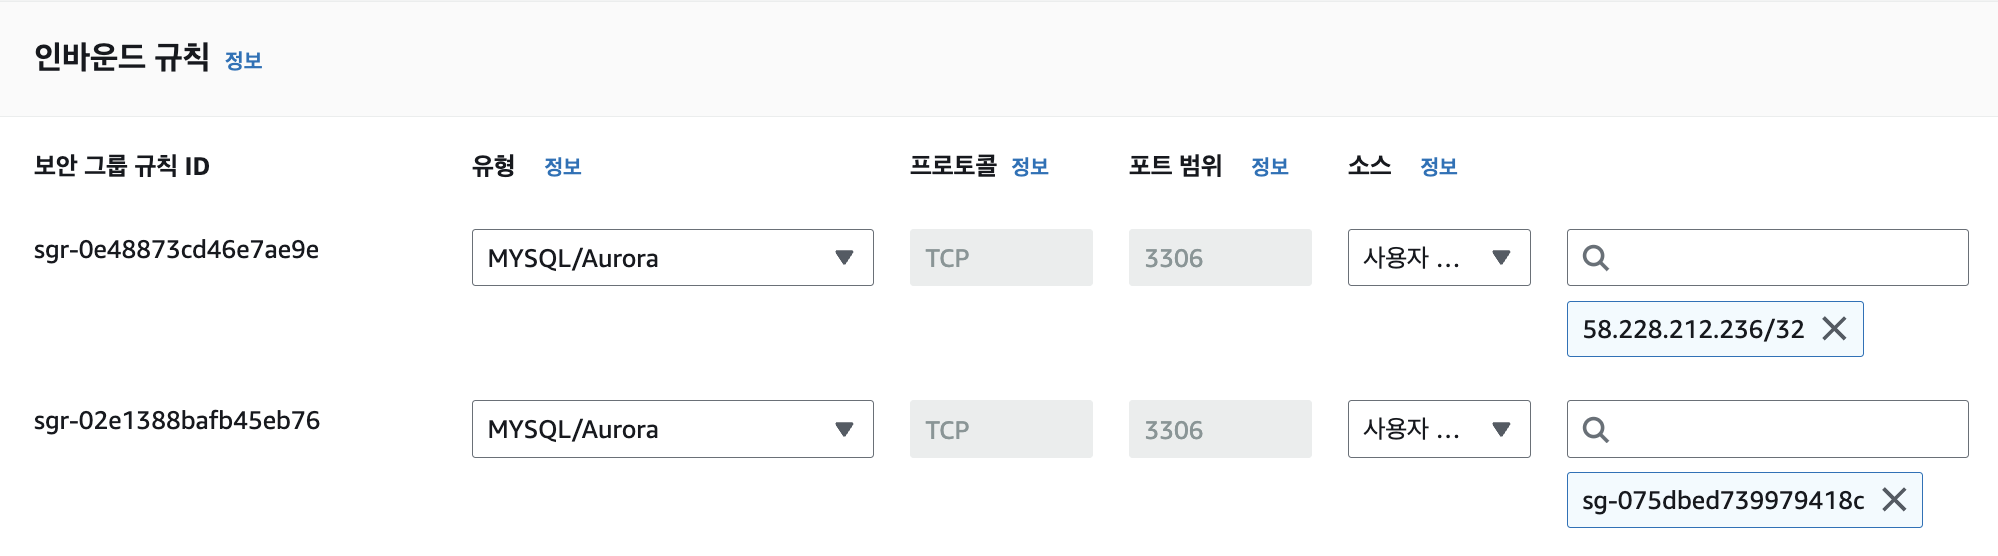 인바운드 규칙 정보
보안 그룹 규칙 ID 유형 정보 프로토콜 정보 포트 범위 정보 소스 정보
sgr-0e48873cd46e7ae9e MYSQL/Aurora TCP 3306 사용자 ...
58.228.212.236/32
sgr-02e1388bafb45eb76 MYSQL/Aurora TCP 3306 사용자 ...
sg-075dbed739979418c